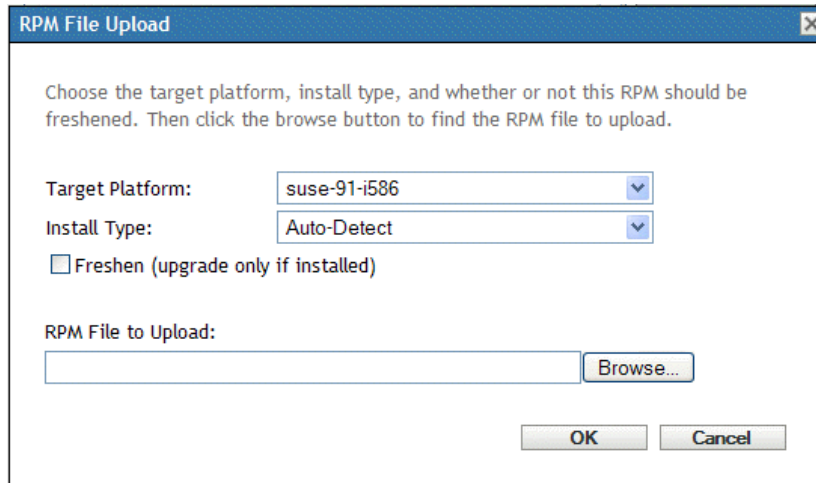 RPM File Upload
Choose the target platform, install type, and whether or not this RPM should be
freshened. Then click the browse button to find the RPM file to upload.
Target Platform: suse-91-i586
Install Type: Auto-Detect
Freshen (upgrade only if installed)
RPM File to Upload:
Browse...
OK Cancel